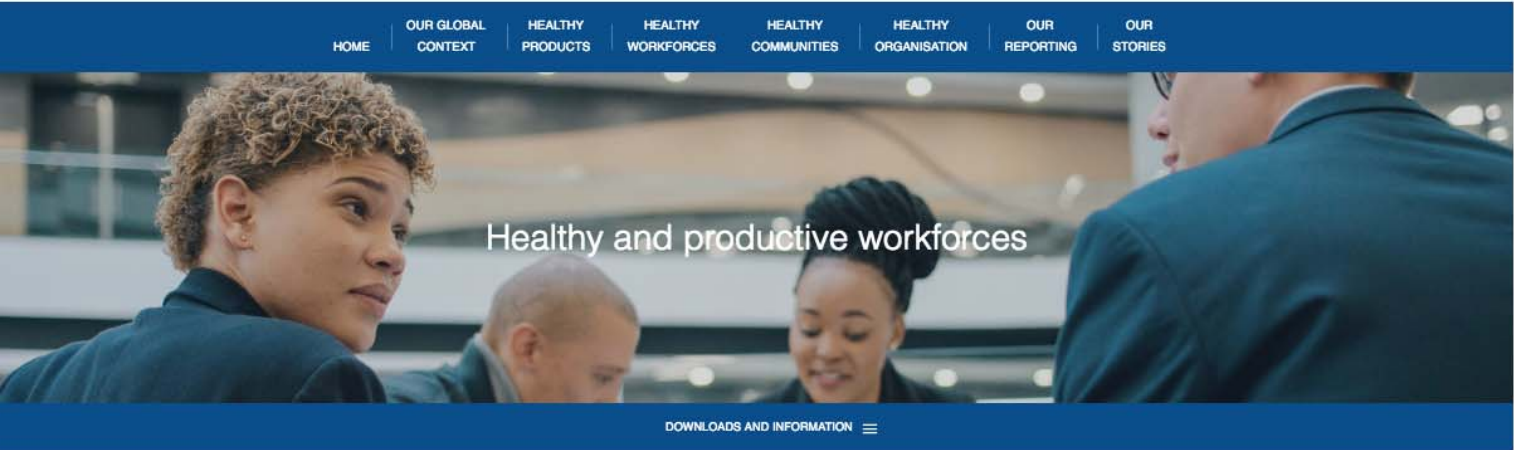 HOME
OUR GLOBAL
CONTEXT
HEALTHY
PRODUCTS
HEALTHY
WORKFORCES
HEALTHY
COMMUNITIES
HEALTHY
ORGANISATION
OUR
REPORTING
OUR
STORIES
Healthy and productive workforces
DOWNLOADS AND INFORMATION